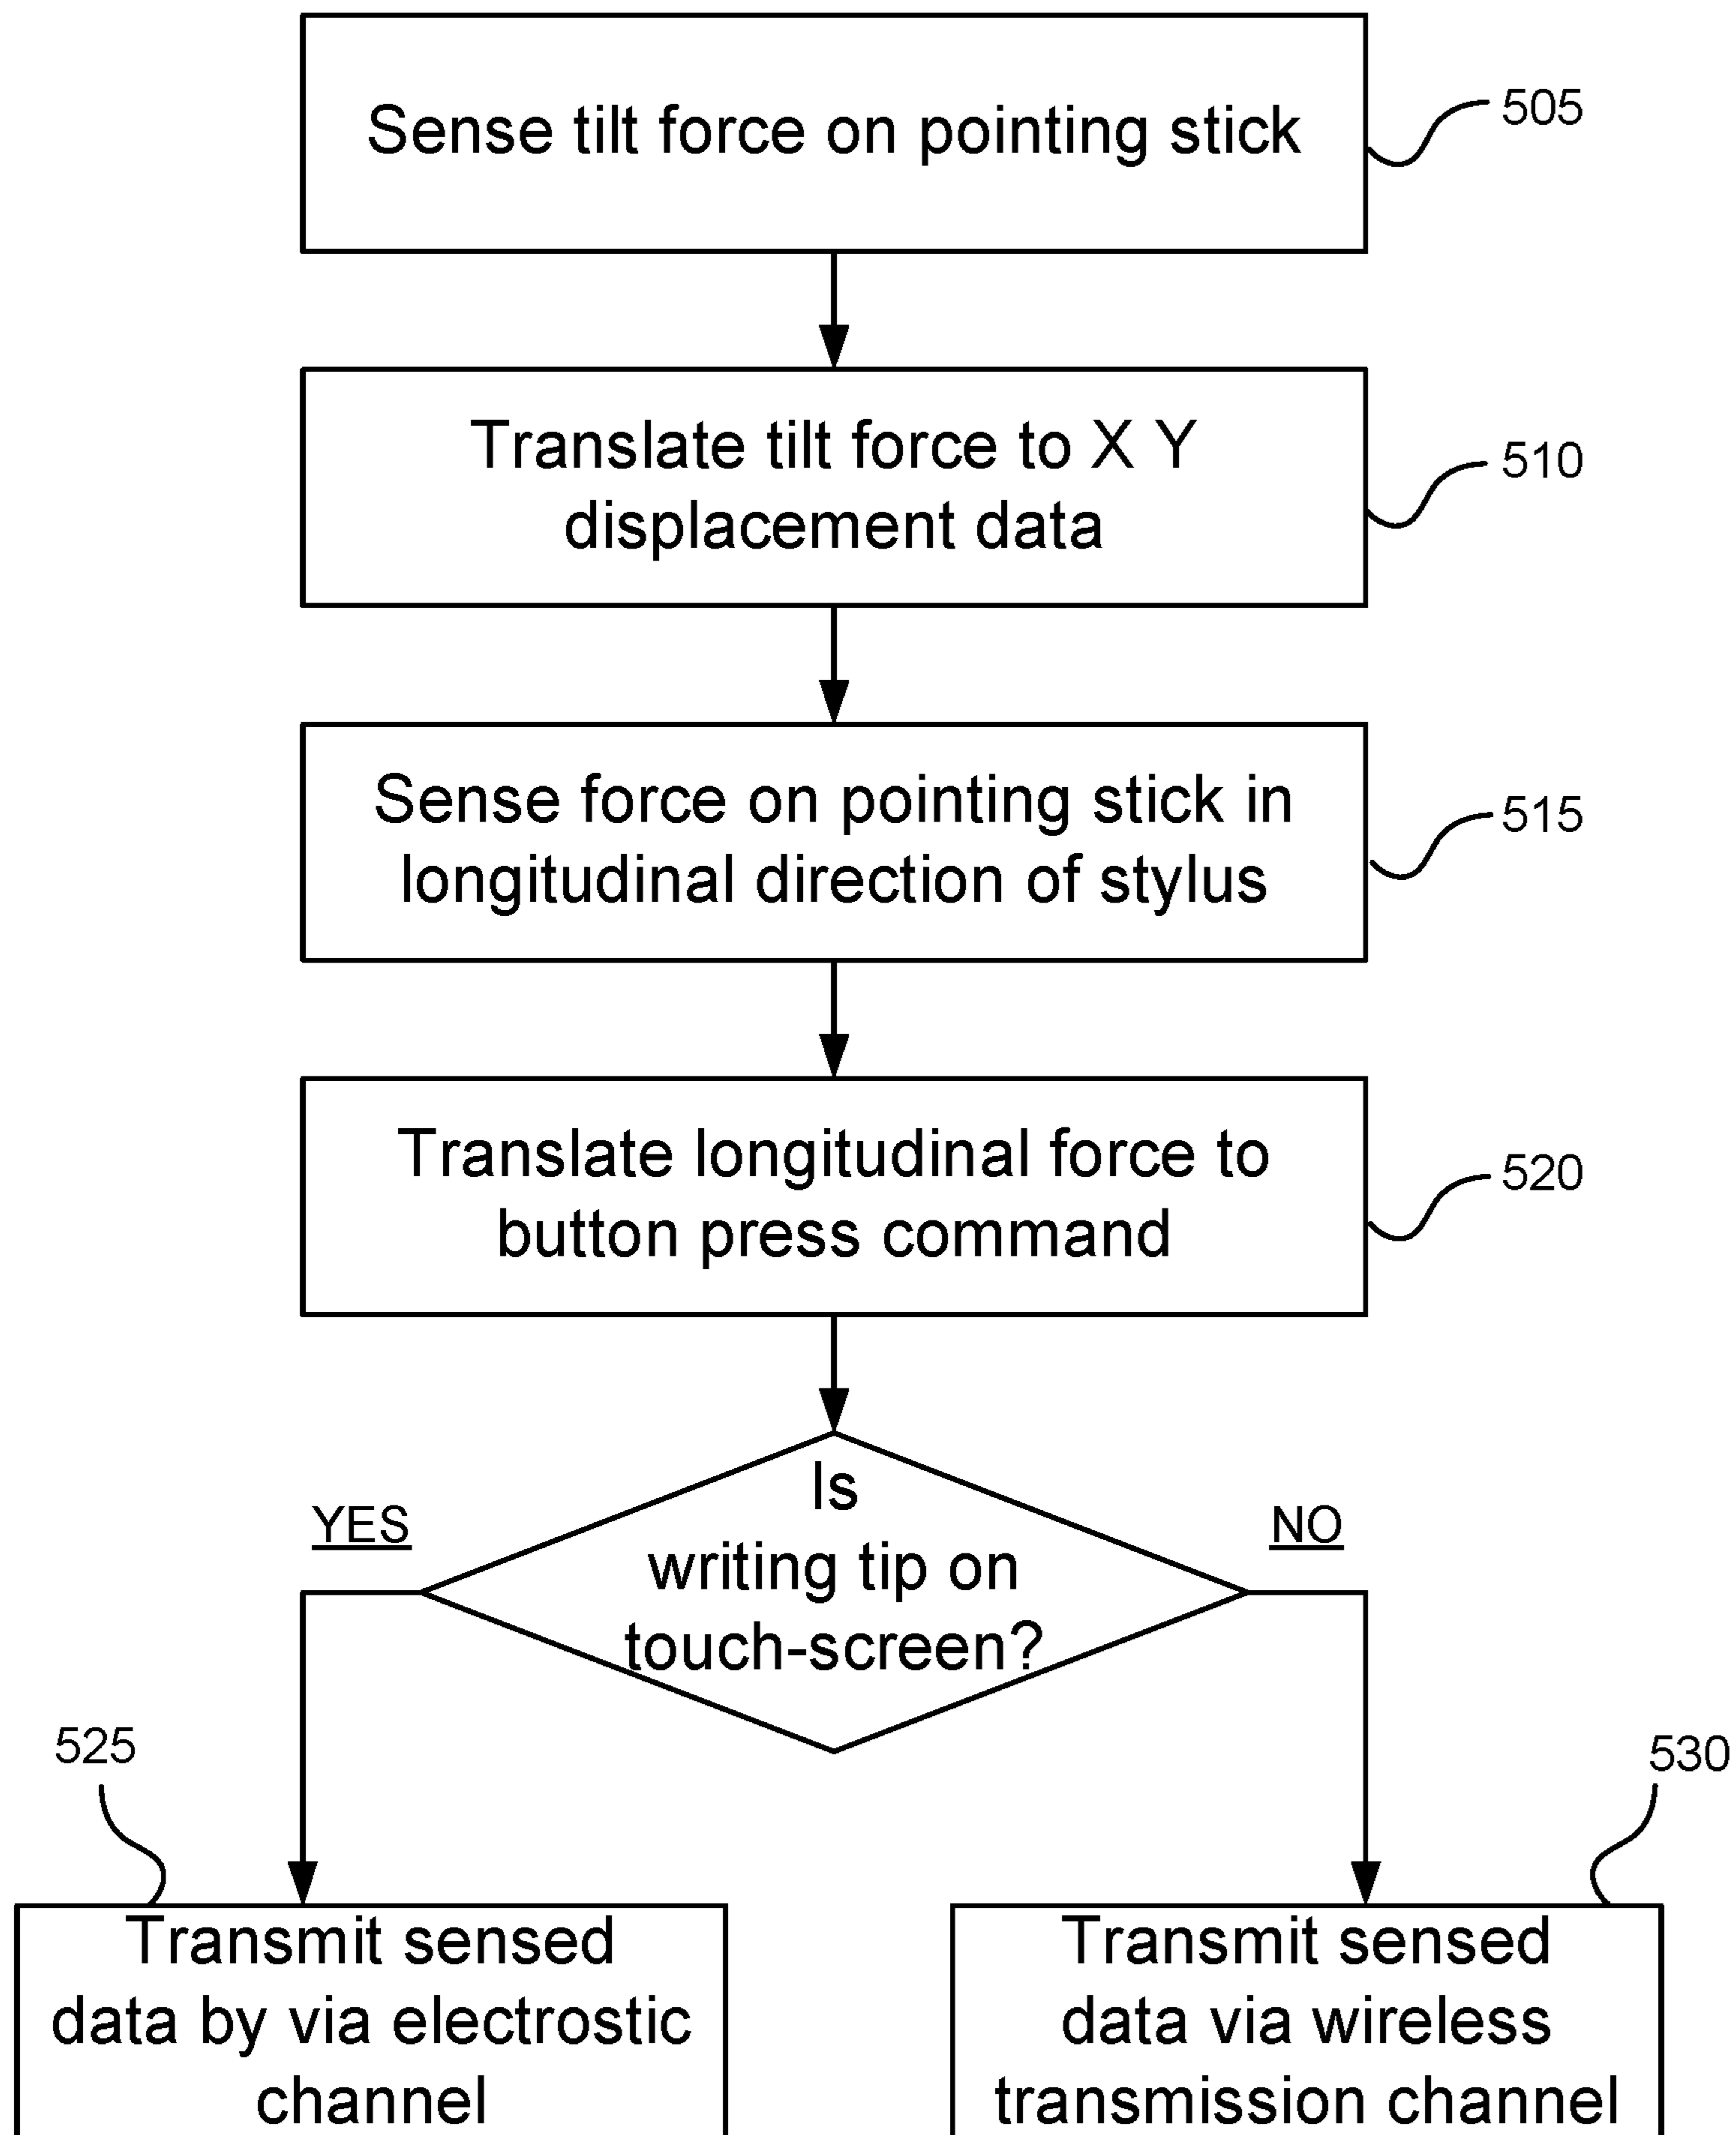 Sense tilt force on pointing stick
505
Translate tilt force to X Y
displacement data
510
Sense force on pointing stick in
longitudinal direction of stylus
515
Translate longitudinal force to
button press command
520
Is
writing tip on
touch-screen?
YES
NO
525
530
Transmit sensed
data by via electrostic
channel
Transmit sensed
data via wireless
transmission channel